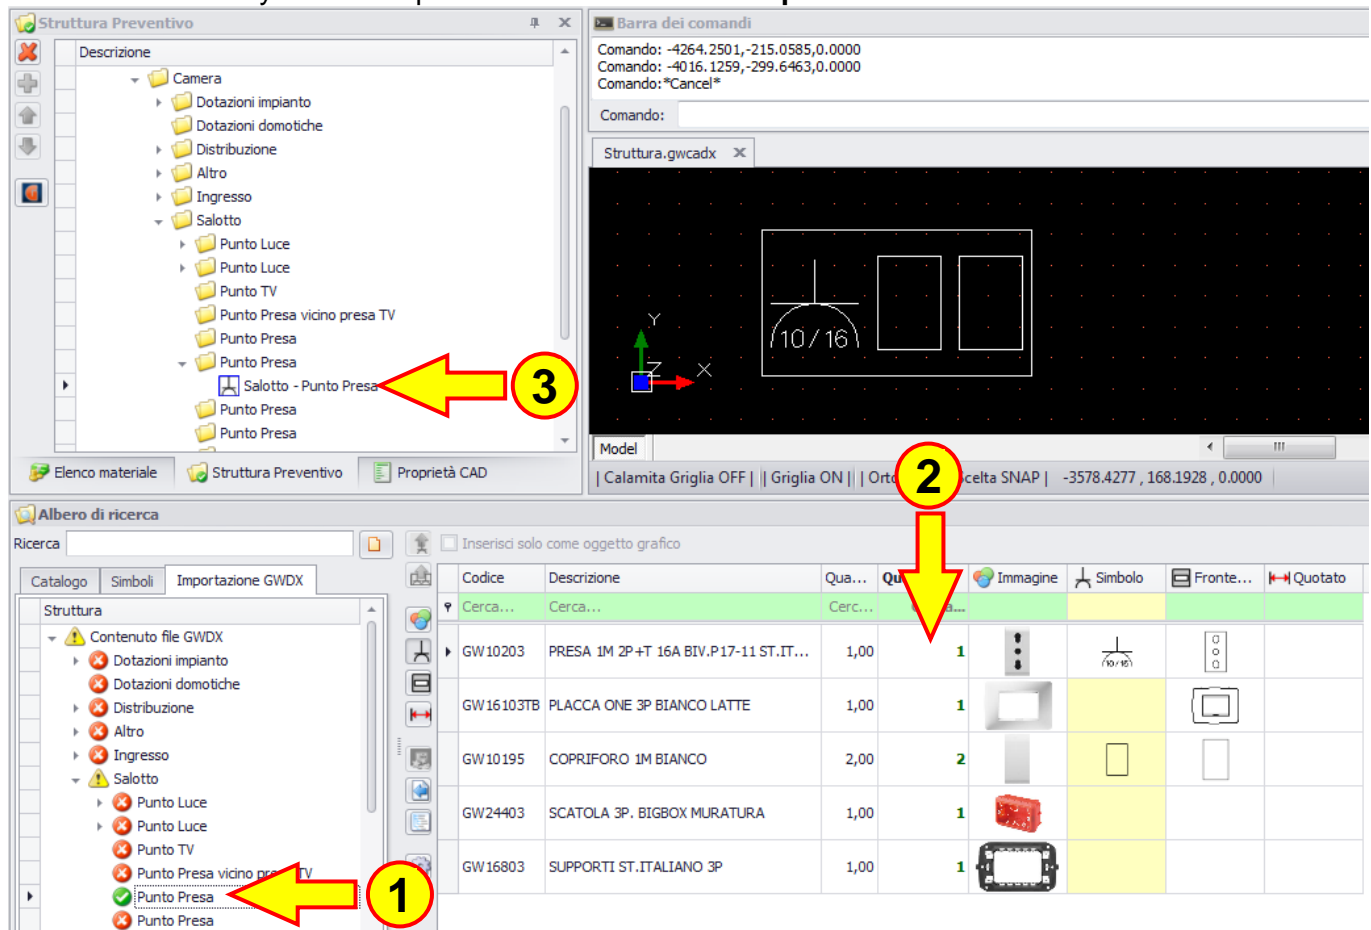 Struttura Preventivo
Descrizione
Camera
Dotazioni impianto
Dotazioni domotiche
Distribuzione
Altro
Ingresso
Salotto
Punto Luce
Punto Luce
Punto TV
Punto Presa vicino presa TV
Punto Presa
Punto Presa
Salotto - Punto Presa
3
Punto Presa
Punto Presa
Elenco materiale
Struttura Preventivo
Proprietà CAD
Barra dei comandi
Comando: -4264.2501,-215.0585,0.0000
Comando: -4016.1259,-299.6463,0.0000
Comando:*Cancel*
Comando:
Struttura.gwcadx
10/16
Y
Z
X
Model
| Calamita Griglia OFF | | Griglia ON | | Orto celta SNAP | -3578.4277 , 168.1928 , 0.0000
2
Albero di ricerca
Ricerca
Inserisci solo come oggetto grafico
Catalogo Simboli Importazione GWDX
Struttura
Contenuto file GWDX
Dotazioni impianto
Dotazioni domotiche
Distribuzione
Altro
Ingresso
Salotto
Punto Luce
Punto Luce
Punto TV
Punto Presa vicino TV
Punto Presa
1
Punto Presa
Codice Descrizione Qua... Qu Immagine Simbolo Fronte... Quotato
Cerca... Cerca... Cerc...
GW10203 PRESA 1M 2P+T 16A BIV.P17-11 ST.IT... 1,00 1 (10/16)
GW16103TB PLACCA ONE 3P BIANCO LATTE 1,00 1
GW10195 COPRIFORO 1M BIANCO 2,00 2
GW24403 SCATOLA 3P. BIGBOX MURATURA 1,00 1
GW16803 SUPPORTI ST.ITALIANO 3P 1,00 1